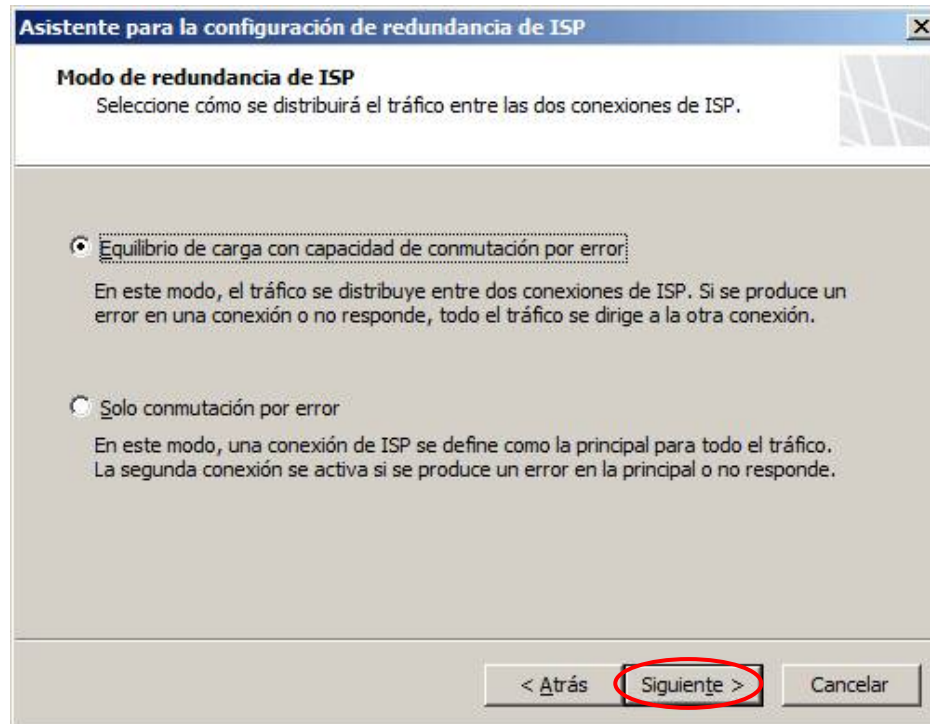 Asistente para la configuración de redundancia de ISP
Modo de redundancia de ISP
Seleccione cómo se distribuirá el tráfico entre las dos conexiones de ISP.
Equilibrio de carga con capacidad de conmutación por error
En este modo, el tráfico se distribuye entre dos conexiones de ISP. Si se produce un
error en una conexión o no responde, todo el tráfico se dirige a la otra conexión.
Solo conmutación por error
En este modo, una conexión de ISP se define como la principal para todo el tráfico.
La segunda conexión se activa si se produce un error en la principal o no responde.
< Atrás Siguiente > Cancelar